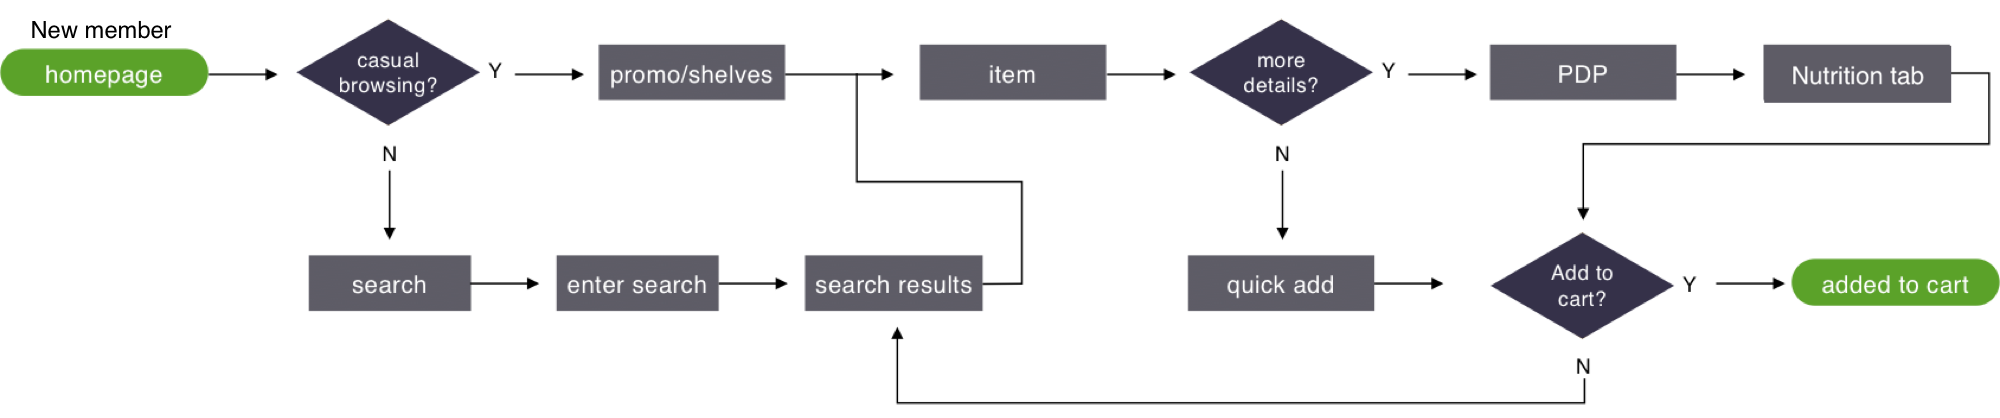 New member
homepage
casual
browsing?
Y
promo/shelves
item
more
details?
Y
PDP
Nutrition tab
N
N
search
enter search
search results
quick add
Add to
cart?
Y
added to cart
N